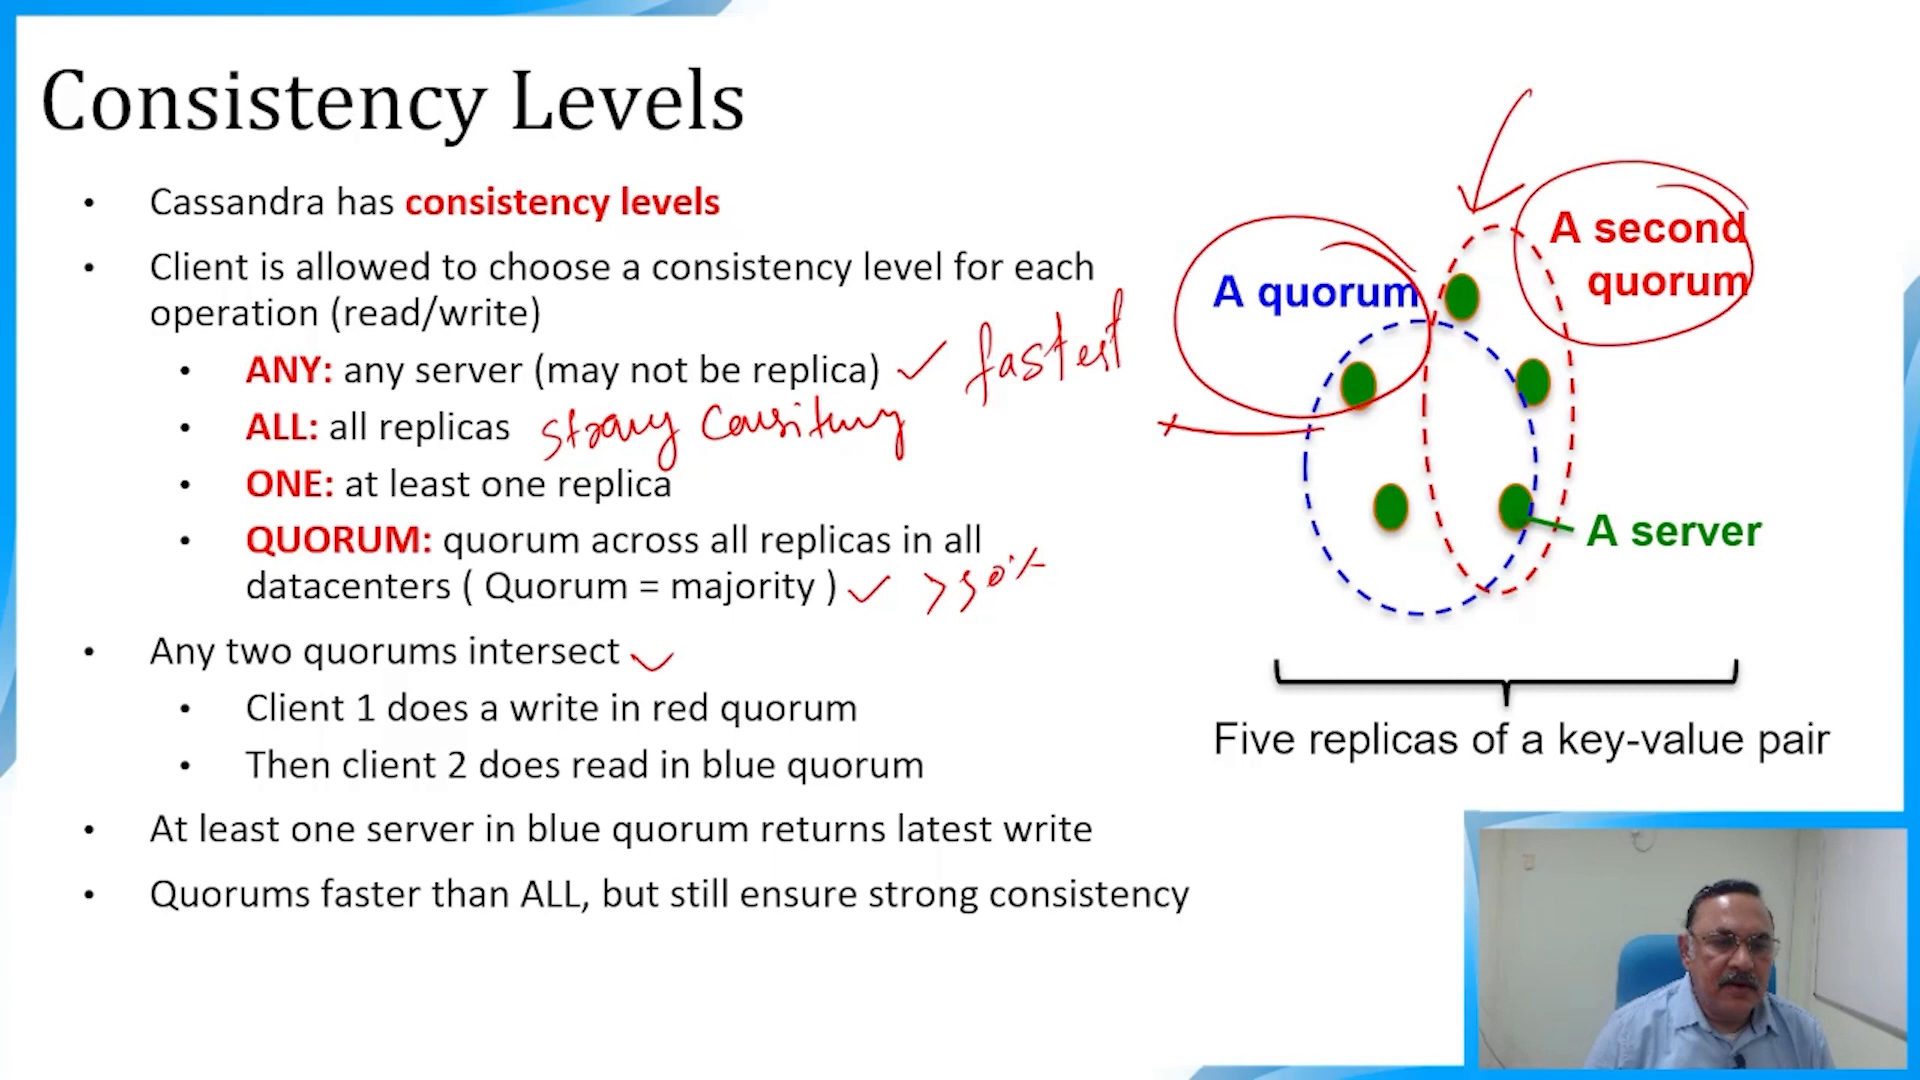 Consistency Levels
• Cassandra has consistency levels
• Client is allowed to choose a consistency level for each
operation (read/write)
• ANY: any server (may not be replica) ✓ fastest
• ALL: all replicas strong consistency
• ONE: at least one replica
• QUORUM: quorum across all replicas in all
datacenters ( Quorum = majority ) ✓ >50%
• Any two quorums intersect ✓
• Client 1 does a write in red quorum
• Then client 2 does read in blue quorum
• At least one server in blue quorum returns latest write
• Quorums faster than ALL, but still ensure strong consistency
A second
quorum
A quorum
A server
Five replicas of a key-value pair